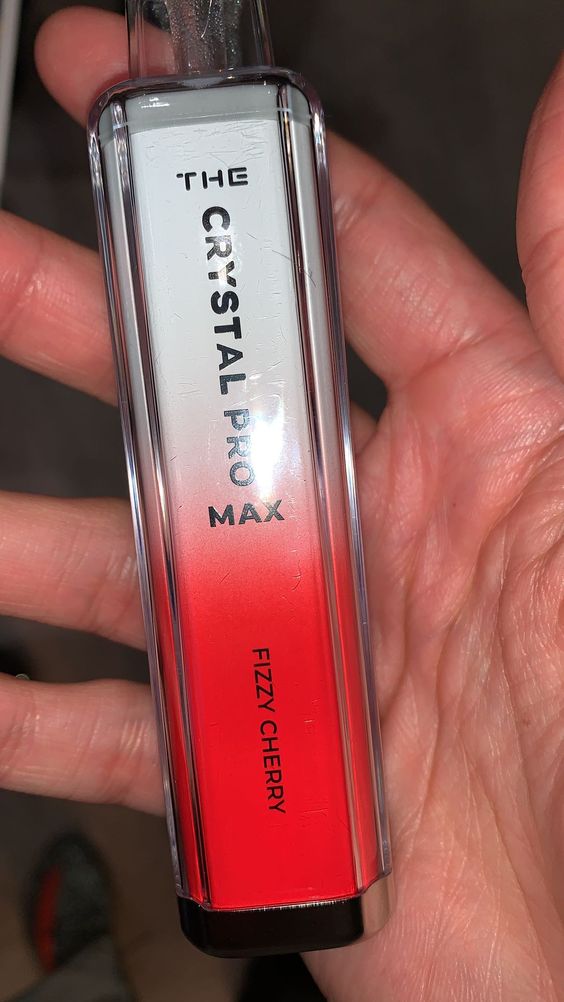 THE
CRYSTAL PRO
MAX
FIZZY CHERRY